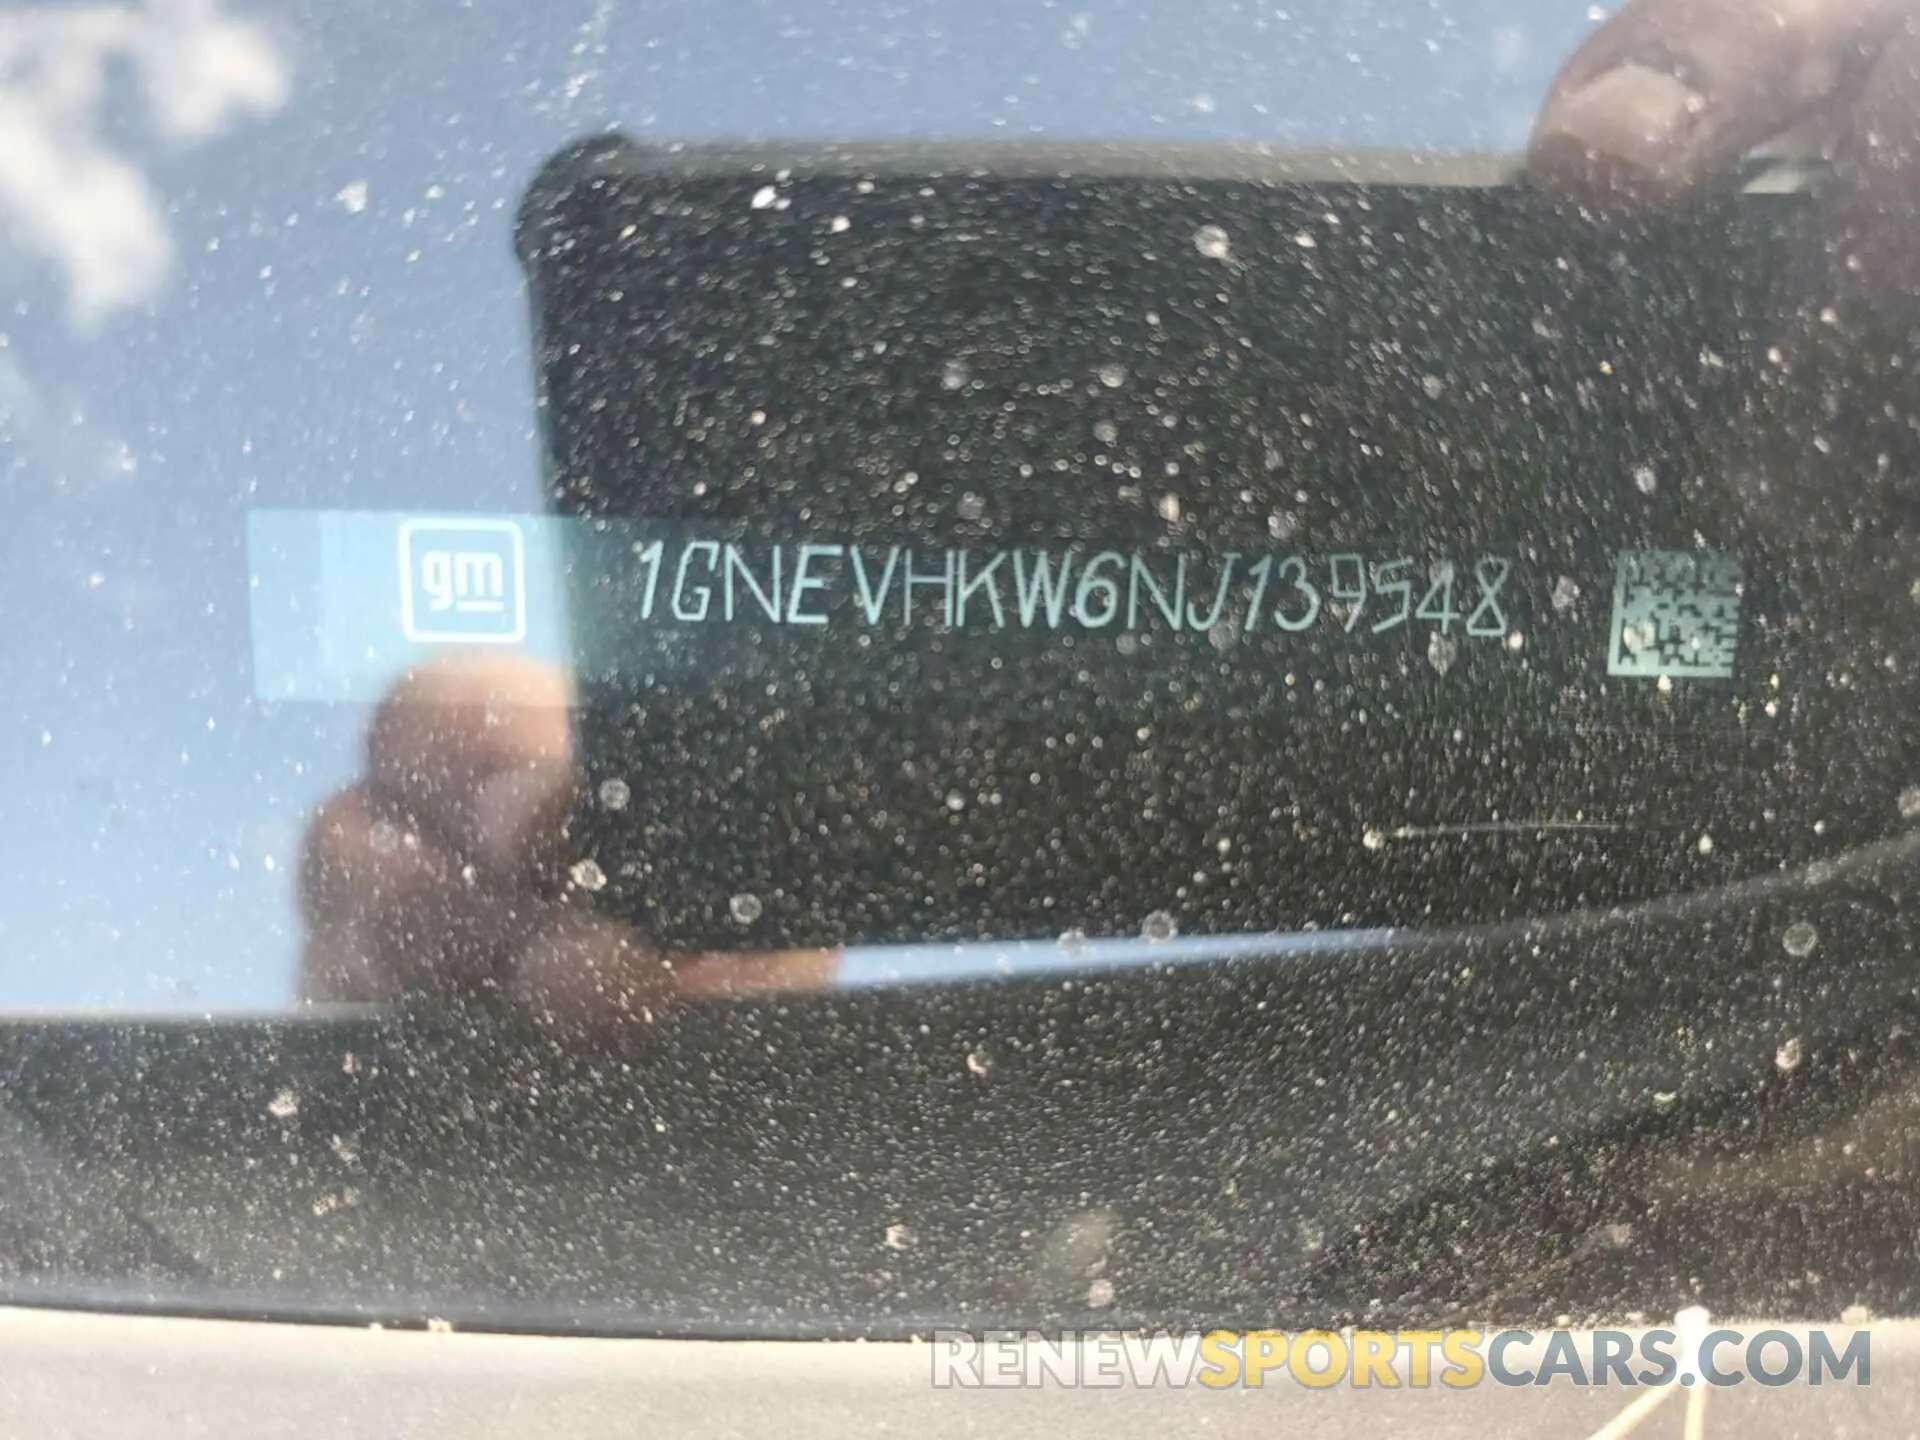 gm 1GNEVHKW6NJ139548
RENEWSPORTSCARS.COM